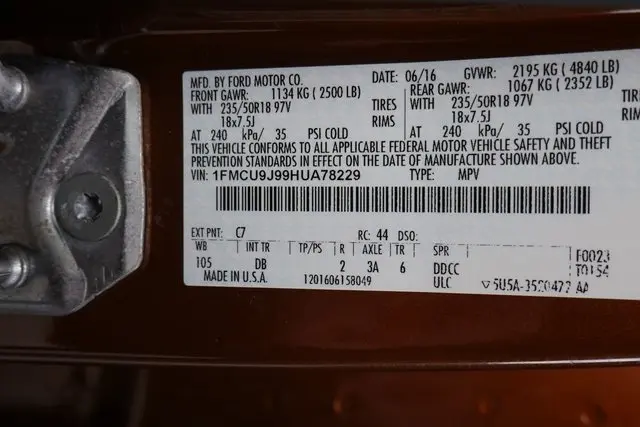 MFD. BY FORD MOTOR CO. DATE: 06/16 GVWR: 2195 KG ( 4840 LB)
FRONT GAWR: 1134 KG ( 2500 LB) REAR GAWR: 1067 KG ( 2352 LB)
WITH 235/50R18 97V TIRES WITH 235/50R18 97V TIRES
18x7.5J RIMS 18x7.5J RIMS
AT 240 kPa/ 35 PSI COLD AT 240 kPa/ 35 PSI COLD
THIS VEHICLE CONFORMS TO ALL APPLICABLE FEDERAL MOTOR VEHICLE SAFETY AND THEFT
PREVENTION STANDARDS IN EFFECT ON THE DATE OF MANUFACTURE SHOWN ABOVE.
VIN: 1FMCU9J99HUA78229 TYPE: MPV
EXT PNT: C7 RC: 44 DSO:
WB INT TR TP/PS R AXLE TR SPR F0023
105 DB 2 3A 6 DDCC T0154
MADE IN U.S.A. 1201606158049 ULC AA